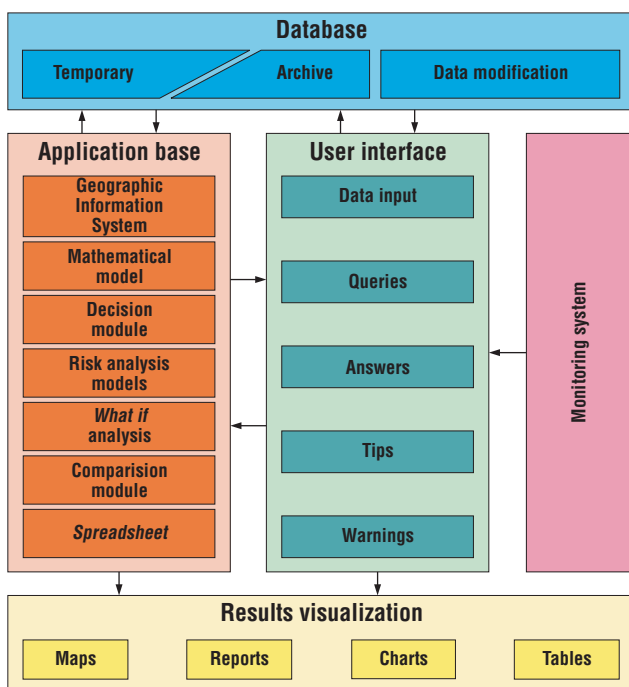 Database
Temporary
Archive
Data modification
Application base
Geographic
Information
System
Mathematical
model
Decision
module
Risk analysis
models
What if
analysis
Comparision
module
Spreadsheet
User interface
Data input
Queries
Answers
Tips
Warnings
Monitoring system
Results visualization
Maps
Reports
Charts
Tables